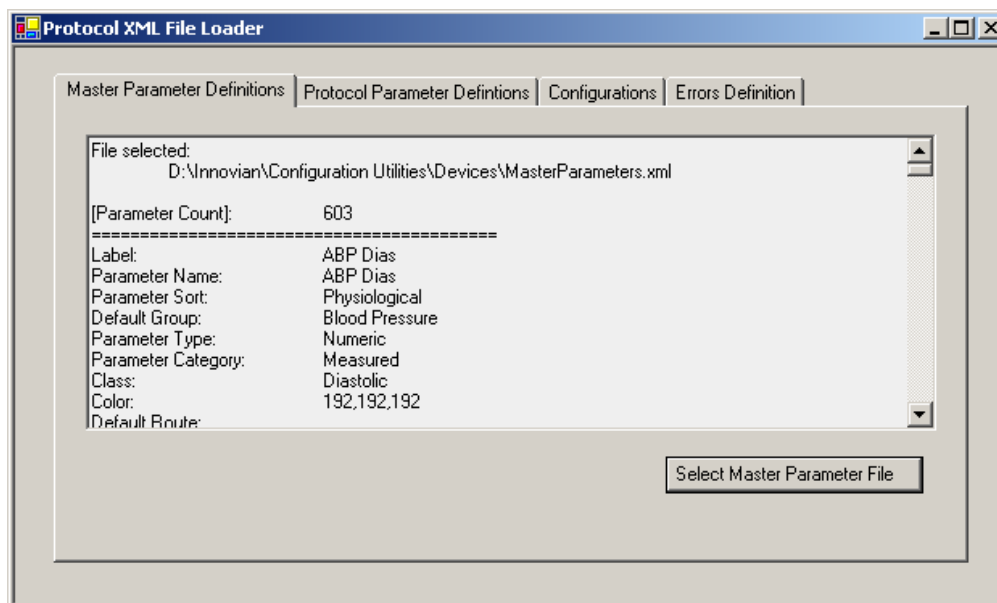 Protocol XML File Loader
Master Parameter Definitions Protocol Parameter Defintions Configurations Errors Definition
File selected:
D:\Innovian\Configuration Utilities\Devices\MasterParameters.xml
[Parameter Count]: 603
==========================================
Label: ABP Dias
Parameter Name: ABP Dias
Parameter Sort: Physiological
Default Group: Blood Pressure
Parameter Type: Numeric
Parameter Category: Measured
Class: Diastolic
Color: 192,192,192
Default Route:
Select Master Parameter File